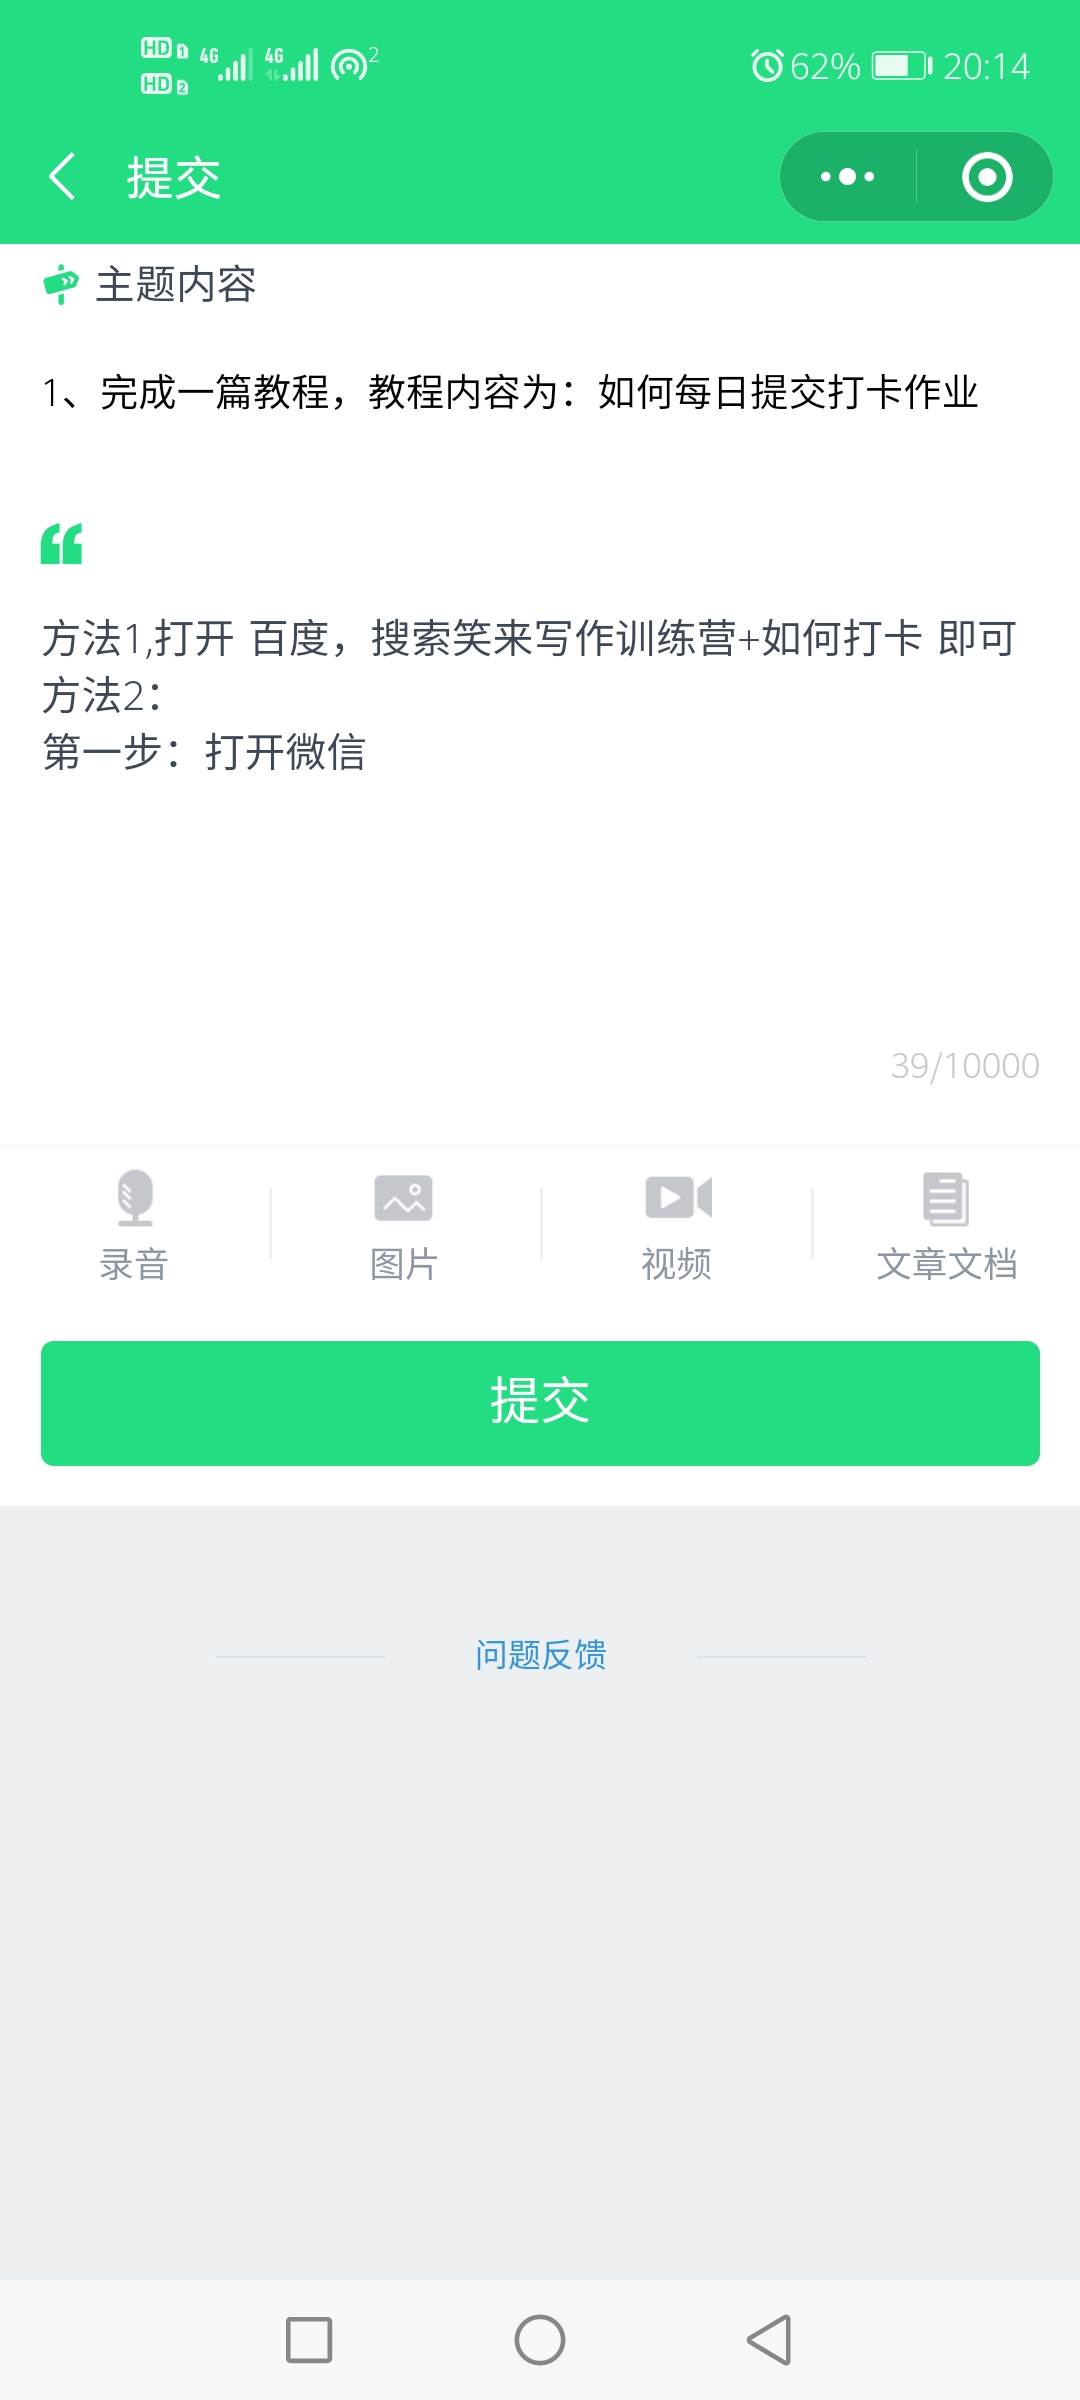 HD 1 4G 4G 2 62% 20:14
HD 2
提交
主题内容
1、完成一篇教程，教程内容为：如何每日提交打卡作业
方法1,打开 百度，搜索笑来写作训练营+如何打卡 即可
方法2：
第一步：打开微信
39/10000
录音 图片 视频 文章文档
提交
问题反馈